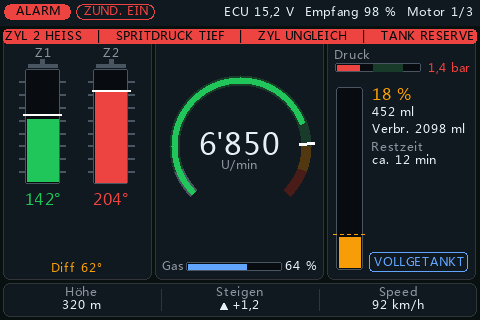 ALARM ZÜND. EIN ECU 15,2 V Empfang 98 % Motor 1/3
ZYL 2 HEISS | SPRITDRUCK TIEF | ZYL UNGLEICH | TANK RESERVE
Z1 Z2
142° 204°
Diff 62°
6'850
U/min
Gas 64 %
Druck
1,4 bar
18 %
452 ml
Verbr. 2098 ml
Restzeit
ca. 12 min
VOLLGETANKT
Höhe Steigen Speed
320 m ▲ +1,2 92 km/h